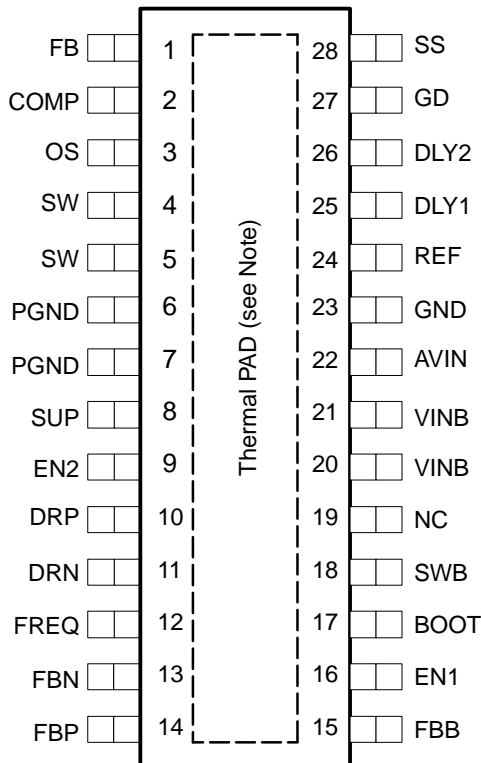 FB 1 28 SS
COMP 2 27 GD
OS 3 26 DLY2
SW 4 25 DLY1
SW 5 24 REF
PGND 6 23 GND
PGND 7 22 AVIN
SUP 8 21 VINB
EN2 9 20 VINB
DRP 10 19 NC
DRN 11 18 SWB
FREQ 12 17 BOOT
FBN 13 16 EN1
FBP 14 15 FBB
Thermal PAD (see Note)